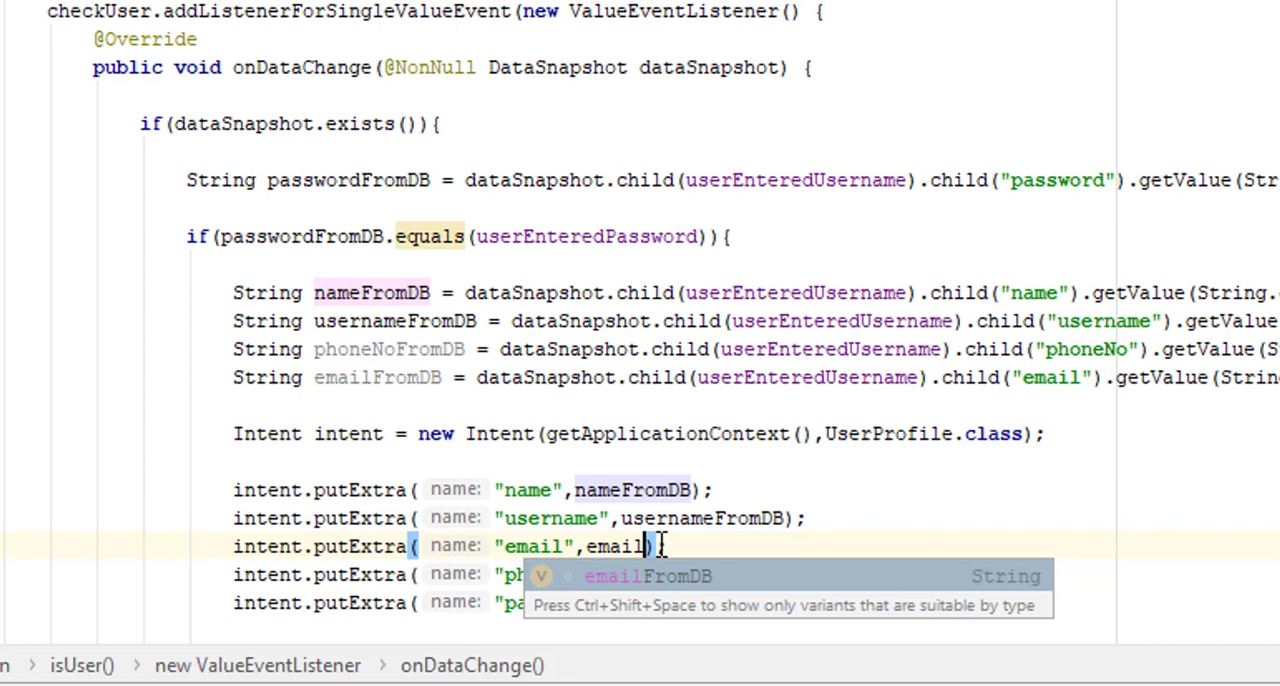 checkUser.addListenerForSingleValueEvent(new ValueEventListener() {
@Override
public void onDataChange(@NonNull DataSnapshot dataSnapshot) {
if(dataSnapshot.exists()){
String passwordFromDB = dataSnapshot.child(userEnteredUsername).child("password").getValue(Str
if(passwordFromDB.equals(userEnteredPassword)){
String nameFromDB = dataSnapshot.child(userEnteredUsername).child("name").getValue(String.
String usernameFromDB = dataSnapshot.child(userEnteredUsername).child("username").getValue
String phoneNoFromDB = dataSnapshot.child(userEnteredUsername).child("phoneNo").getValue(S
String emailFromDB = dataSnapshot.child(userEnteredUsername).child("email").getValue(String
Intent intent = new Intent(getApplicationContext(),UserProfile.class);
intent.putExtra( name: "name",nameFromDB);
intent.putExtra( name: "username",usernameFromDB);
intent.putExtra( name: "email",email);
intent.putExtra( name: "ph
v emailFromDB String
intent.putExtra( name: "pa
Press Ctrl+Shift+Space to show only variants that are suitable by type
n > isUser() > new ValueEventListener > onDataChange()